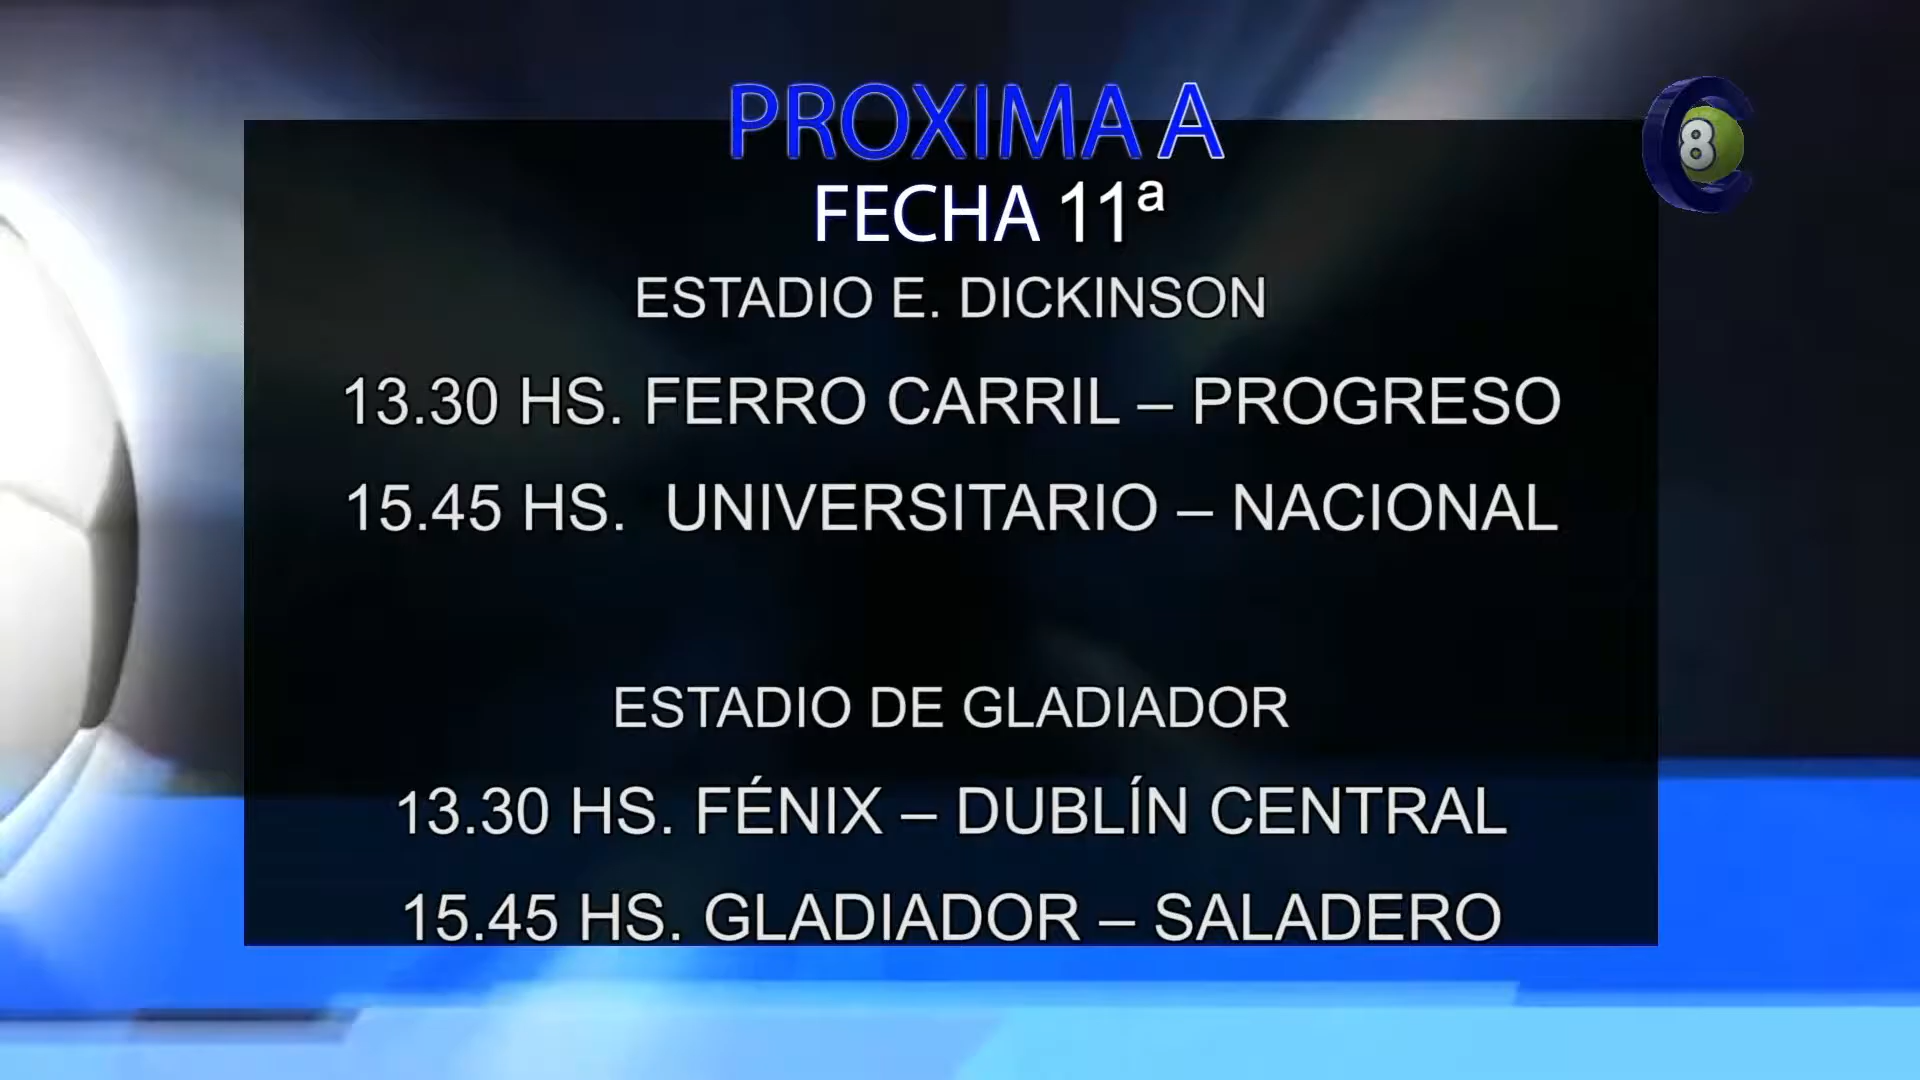 PROXIMA A
8
FECHA 11ª
ESTADIO E. DICKINSON
13.30 HS. FERRO CARRIL – PROGRESO
15.45 HS. UNIVERSITARIO – NACIONAL
ESTADIO DE GLADIADOR
13.30 HS. FÉNIX – DUBLÍN CENTRAL
15.45 HS. GLADIADOR – SALADERO